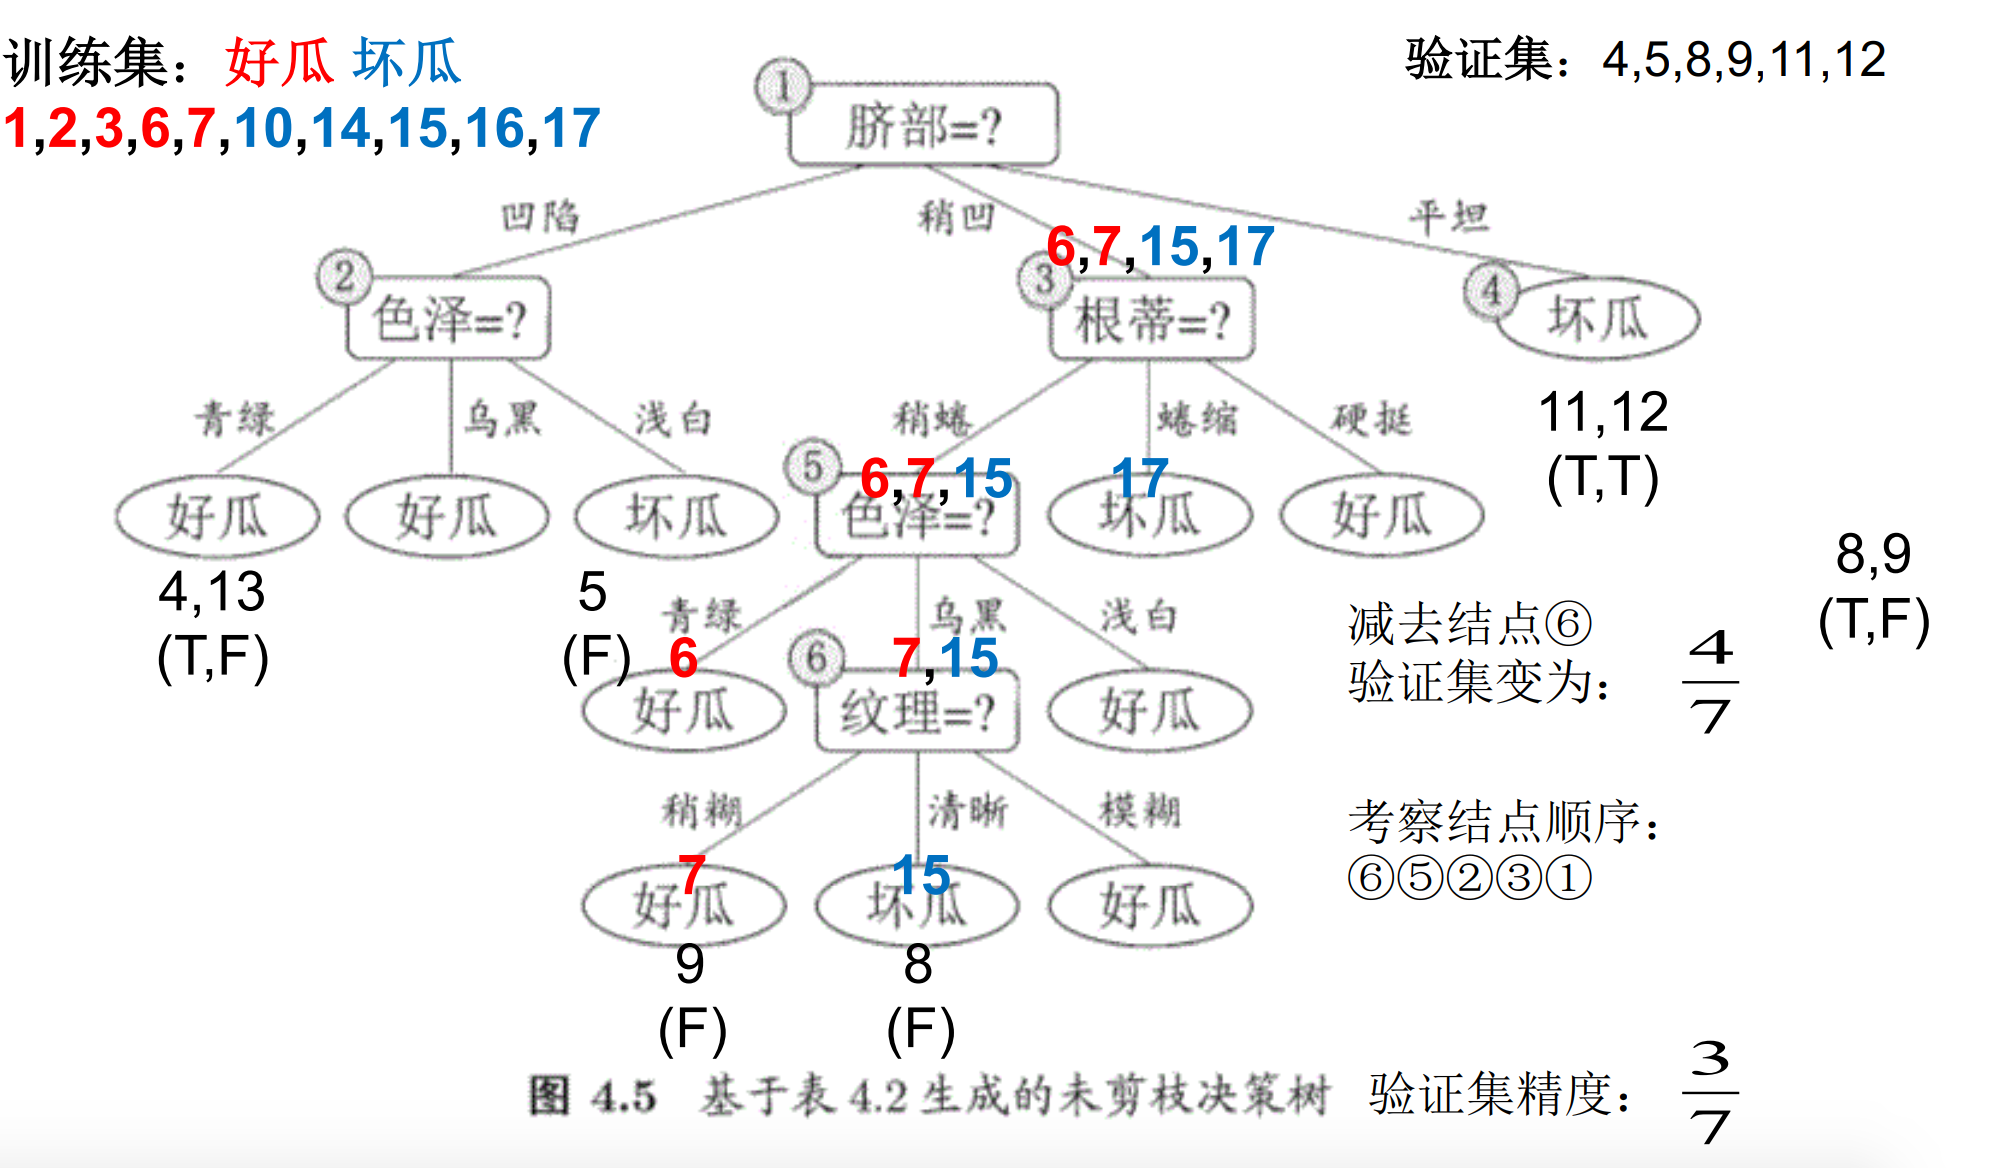 训练集：好瓜 坏瓜
1,2,3,6,7,10,14,15,16,17
验证集：4,5,8,9,11,12
①
脐部=?
凹陷 稍凹 平坦
6,7,15,17
② ③ ④
色泽=? 根蒂=? 坏瓜
11,12
(T,T)
青绿 乌黑 浅白 稍蜷 蜷缩 硬挺
⑤ 6,7,15 17
好瓜 好瓜 坏瓜 色泽=? 坏瓜 好瓜
4,13 5 8,9
(T,F) (F) (T,F)
青绿 乌黑 浅白
6 ⑥ 7,15
好瓜 纹理=? 好瓜
减去结点⑥
验证集变为： 4/7
稍糊 清晰 模糊
7 15
好瓜 坏瓜 好瓜
9 8
(F) (F)
考察结点顺序：
⑥⑤②③①
图 4.5 基于表 4.2 生成的未剪枝决策树
验证集精度： 3/7